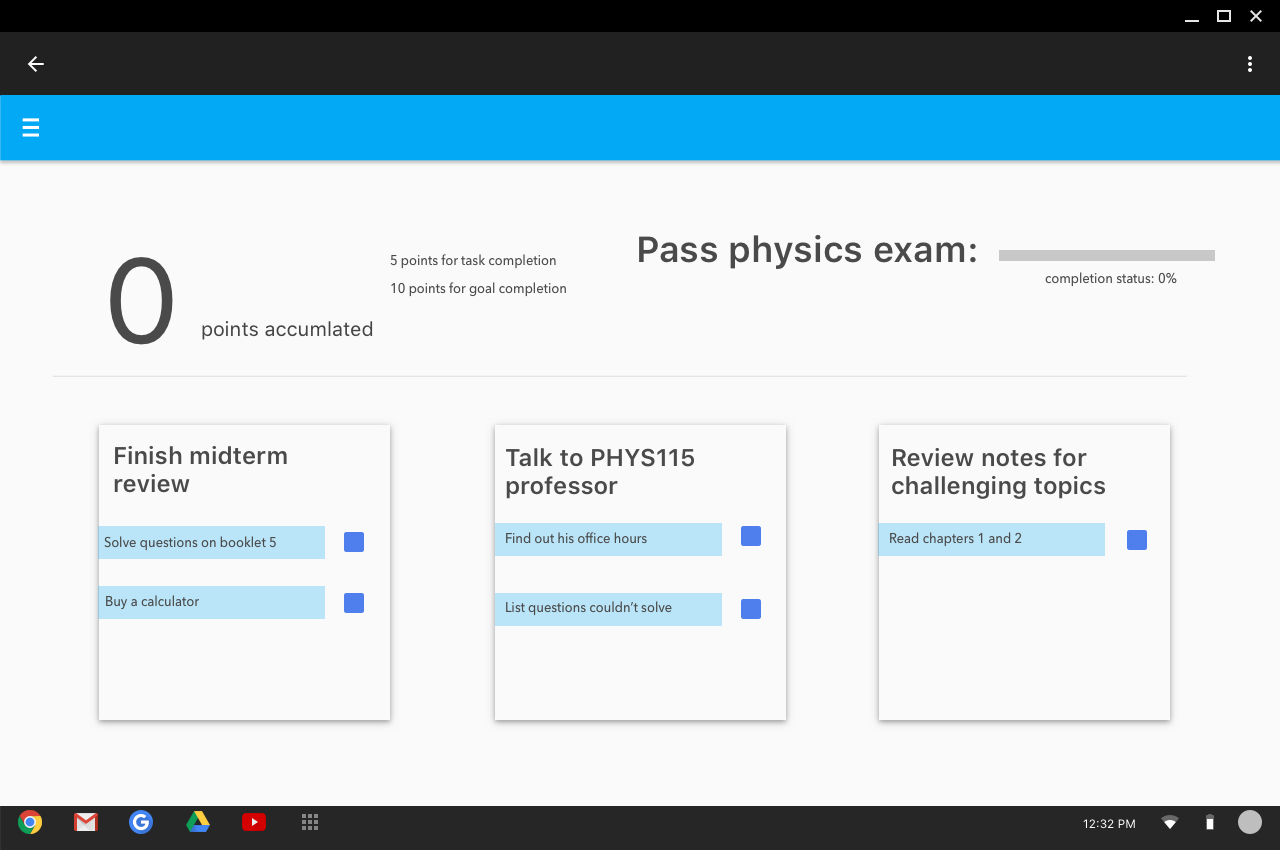 0
points accumlated
5 points for task completion
10 points for goal completion
Pass physics exam:
completion status: 0%
Finish midterm
review
Solve questions on booklet 5
Buy a calculator
Talk to PHYS115
professor
Find out his office hours
List questions couldn’t solve
Review notes for
challenging topics
Read chapters 1 and 2
12:32 PM